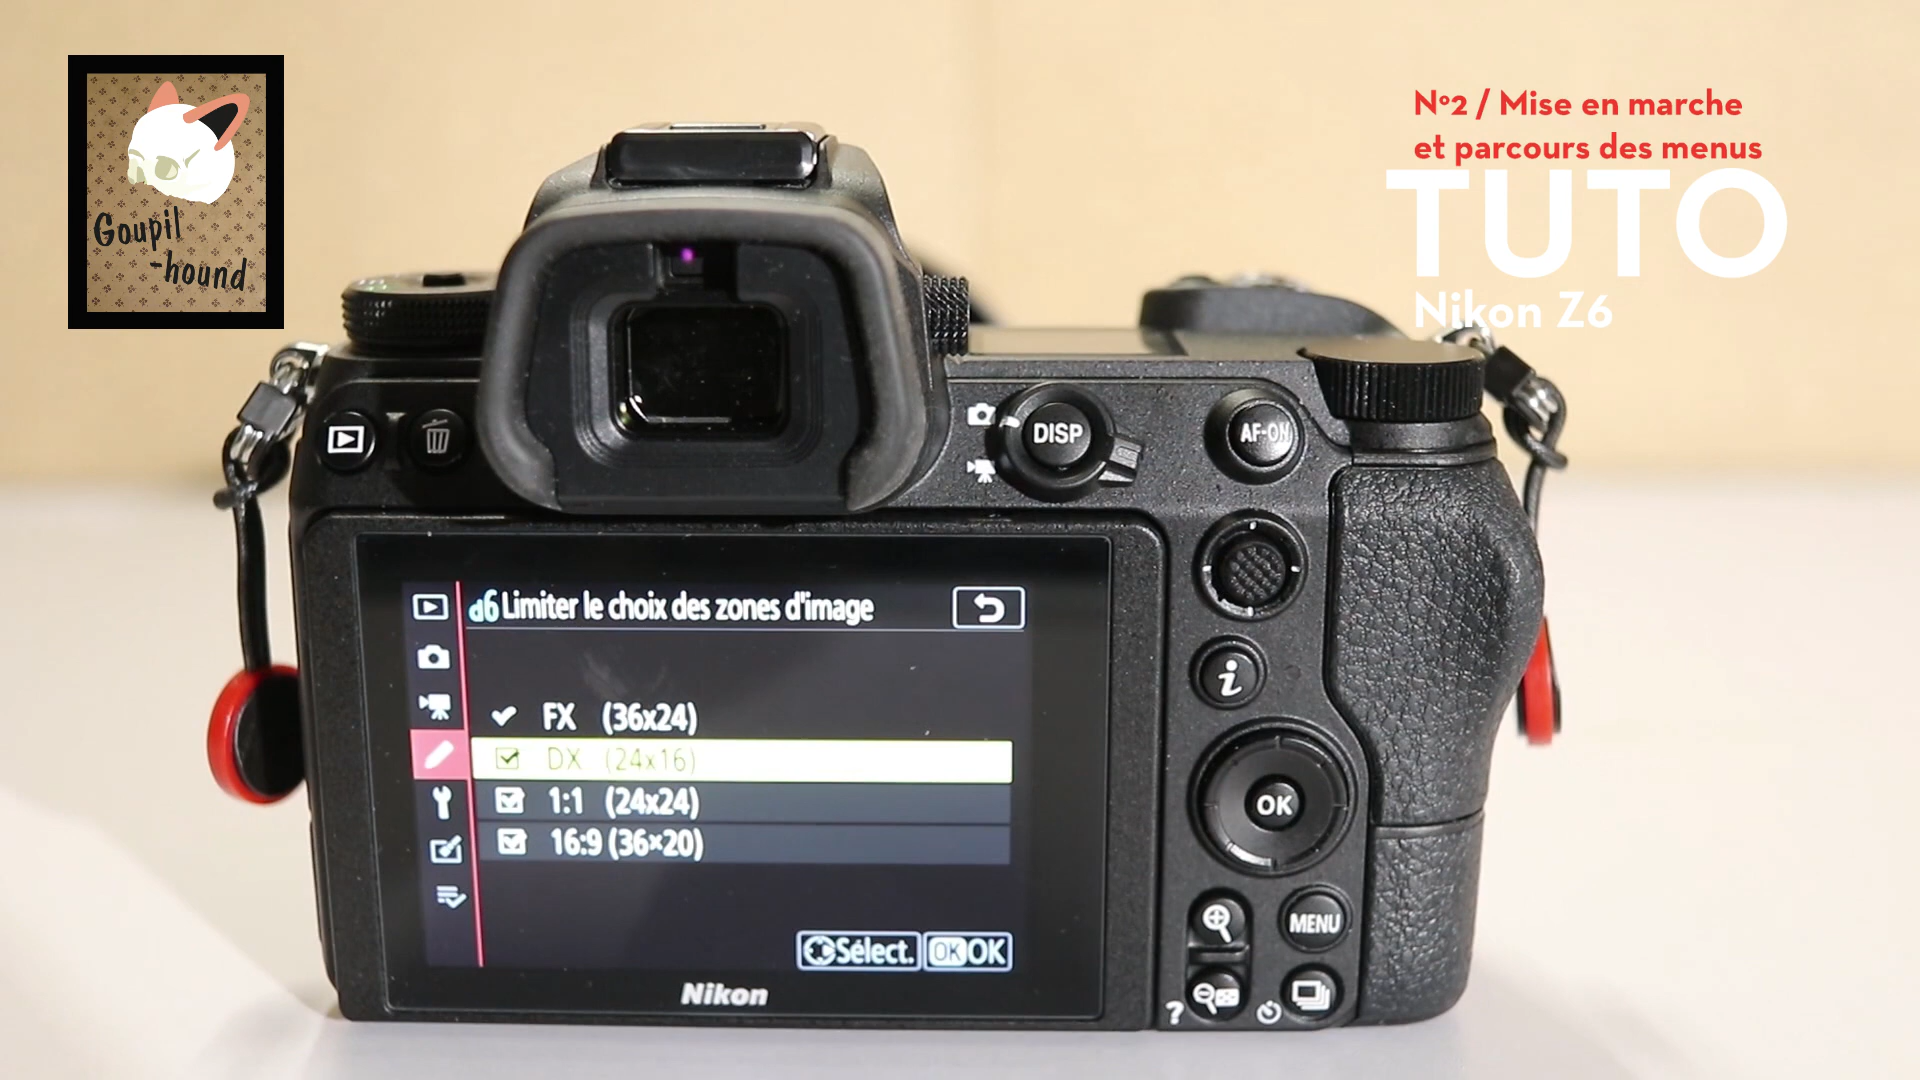 Goupil
-hound
N°2 / Mise en marche
et parcours des menus
TUTO
Nikon Z6
DISP
AF-ON
d6 Limiter le choix des zones d'image
FX (36x24)
DX (24x16)
1:1 (24x24)
16:9 (36×20)
Sélect. OK OK
Nikon
i
OK
MENU
?